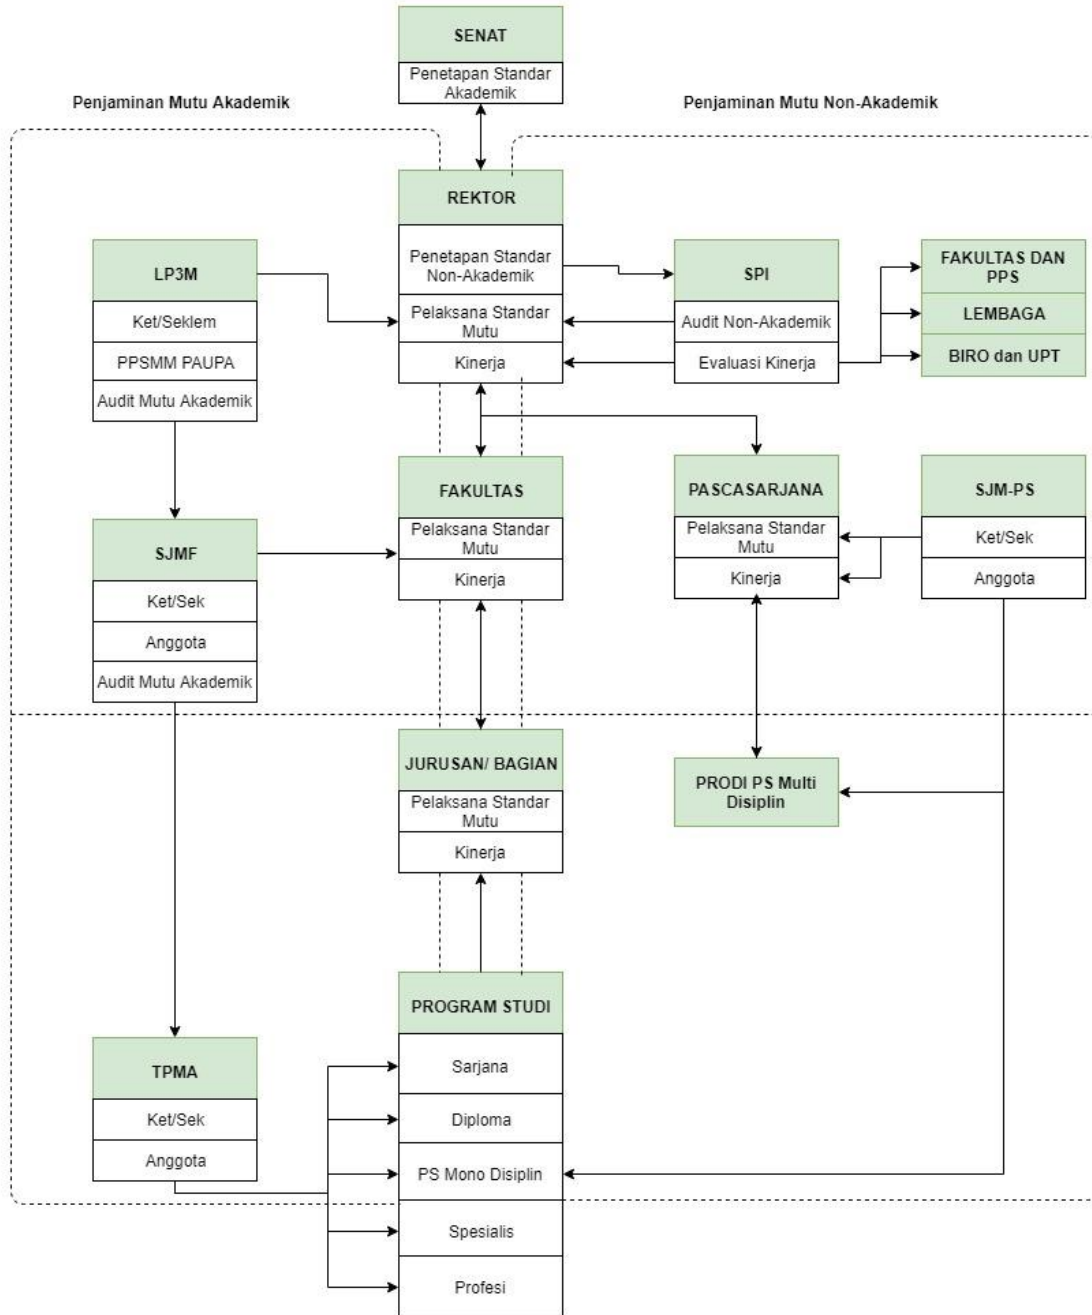 SENAT
Penetapan Standar
Akademik
Penjaminan Mutu Akademik
Penjaminan Mutu Non-Akademik
REKTOR
Penetapan Standar
Non-Akademik
Pelaksana Standar
Mutu
Kinerja
LP3M
Ket/Seklem
PPSMM PAUPA
Audit Mutu Akademik
SPI
Audit Non-Akademik
Evaluasi Kinerja
FAKULTAS DAN
PPS
LEMBAGA
BIRO dan UPT
FAKULTAS
Pelaksana Standar
Mutu
Kinerja
PASCASARJANA
Pelaksana Standar
Mutu
Kinerja
SJM-PS
Ket/Sek
Anggota
SJMF
Ket/Sek
Anggota
Audit Mutu Akademik
JURUSAN/ BAGIAN
Pelaksana Standar
Mutu
Kinerja
PRODI PS Multi
Disiplin
PROGRAM STUDI
Sarjana
Diploma
PS Mono Disiplin
Spesialis
Profesi
TPMA
Ket/Sek
Anggota